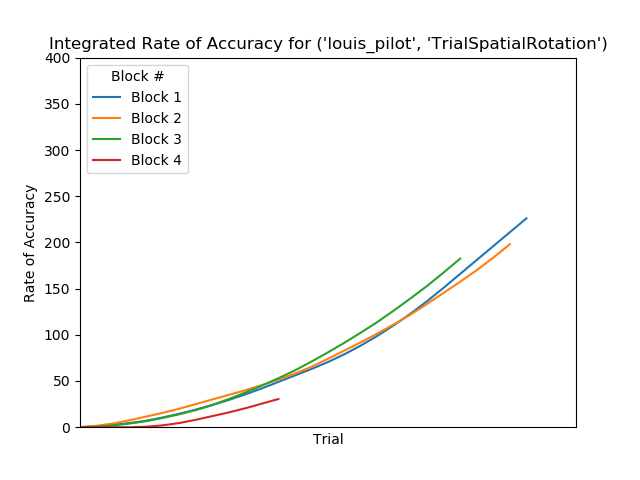 Integrated Rate of Accuracy for ('louis_pilot', 'TrialSpatialRotation')
400
350
300
250
200
150
100
50
0
Rate of Accuracy
Block #
Block 1
Block 2
Block 3
Block 4
Trial